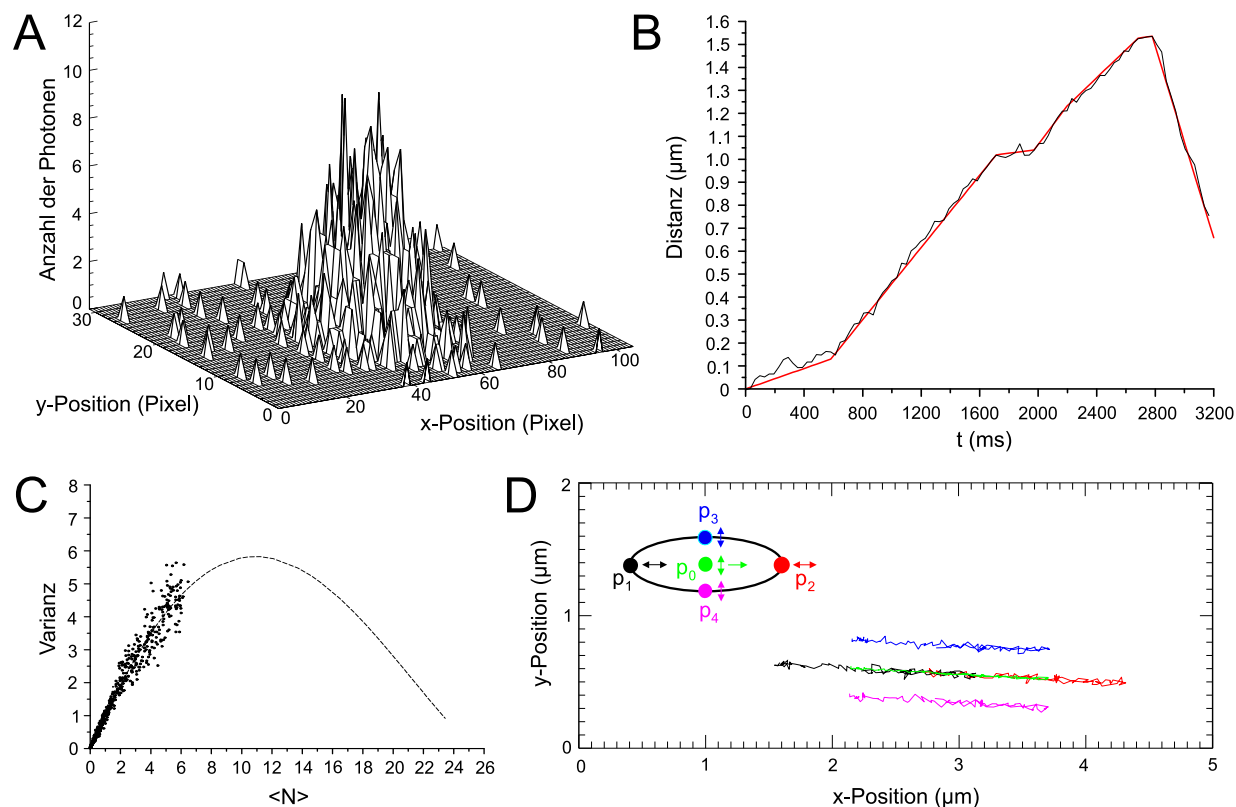 A
12
10
8
6
4
2
0
Anzahl der Photonen
30
20
10
0
y-Position (Pixel)
0
20
40
60
80
100
x-Position (Pixel)
B
1.6
1.5
1.3
1.2
1.1
1.0
0.9
0.8
0.7
0.6
0.5
0.4
0.3
0.2
0.1
0
Distanz (µm)
0
400
800
1200
1600
2000
2400
2800
3200
t (ms)
C
8
7
6
5
4
3
2
1
0
Varianz
0 2 4 6 8 10 12 14 16 18 20 22 24 26
<N>
D
2
1
0
y-Position (µm)
p3
p0
p1
p2
p4
0 1 2 3 4 5
x-Position (µm)